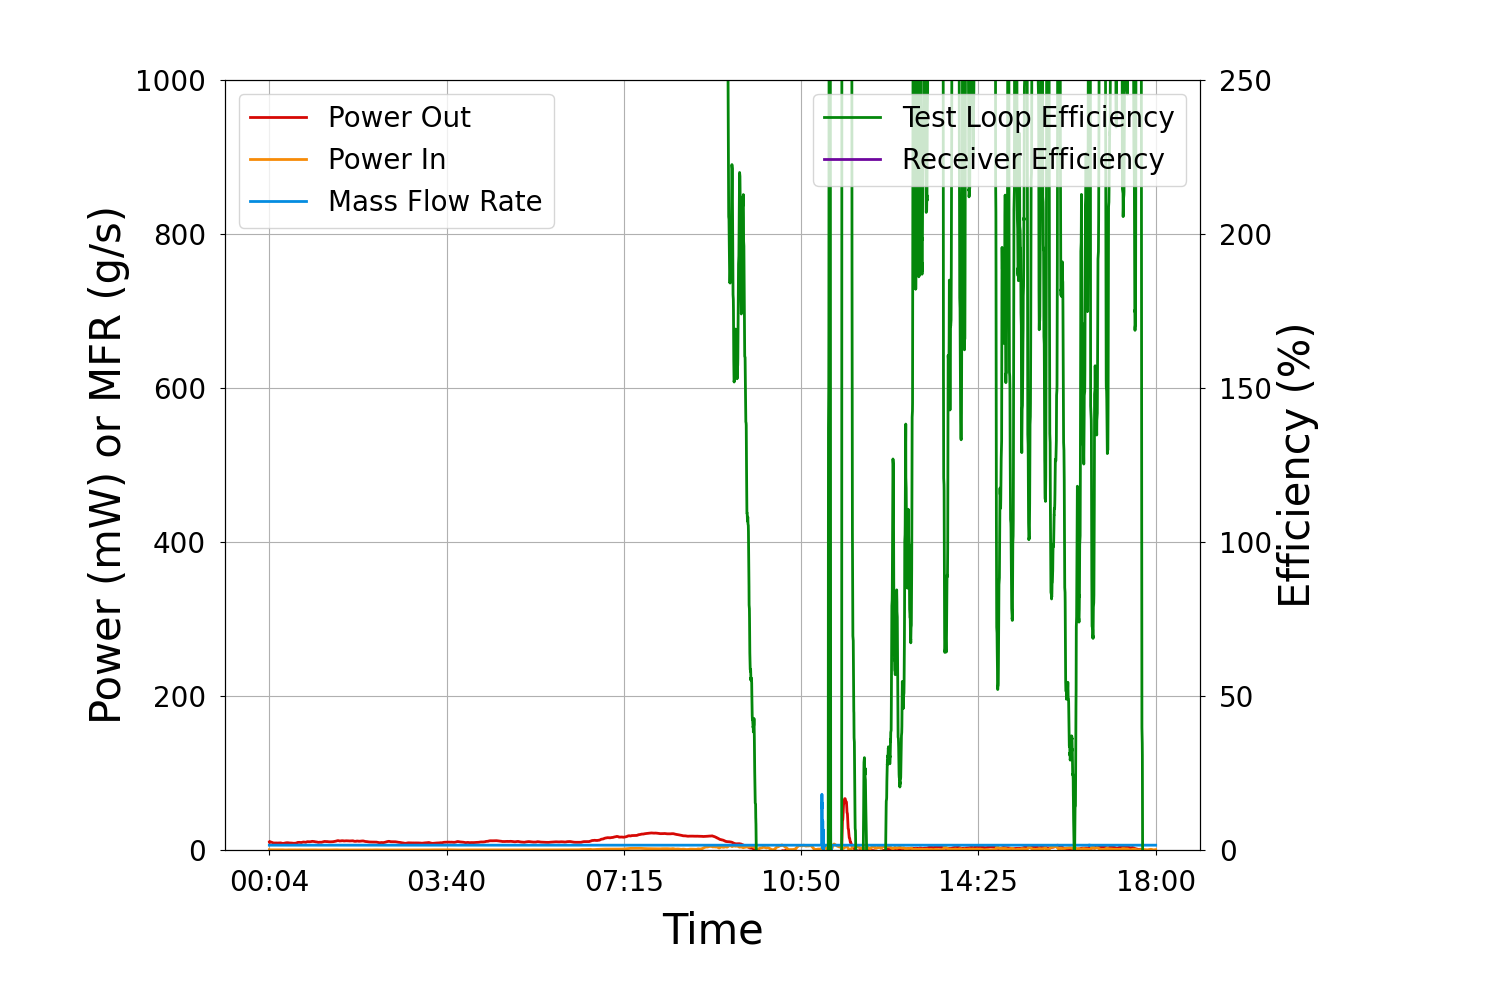 1000
800
600
400
200
0
Power (mW) or MFR (g/s)
Power Out
Power In
Mass Flow Rate
Test Loop Efficiency
Receiver Efficiency
250
200
150
100
50
0
Efficiency (%)
00:04 03:40 07:15 10:50 14:25 18:00
Time